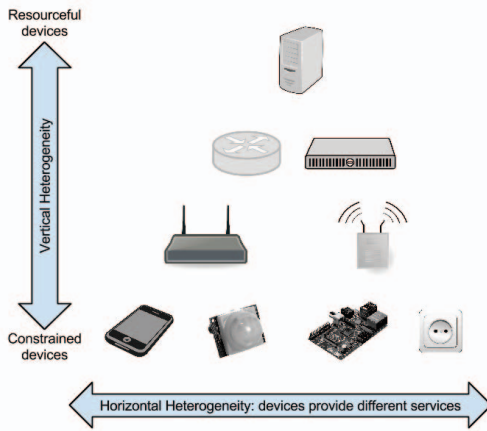 Resourceful
devices
Vertical Heterogeneity
Constrained
devices
Horizontal Heterogeneity: devices provide different services